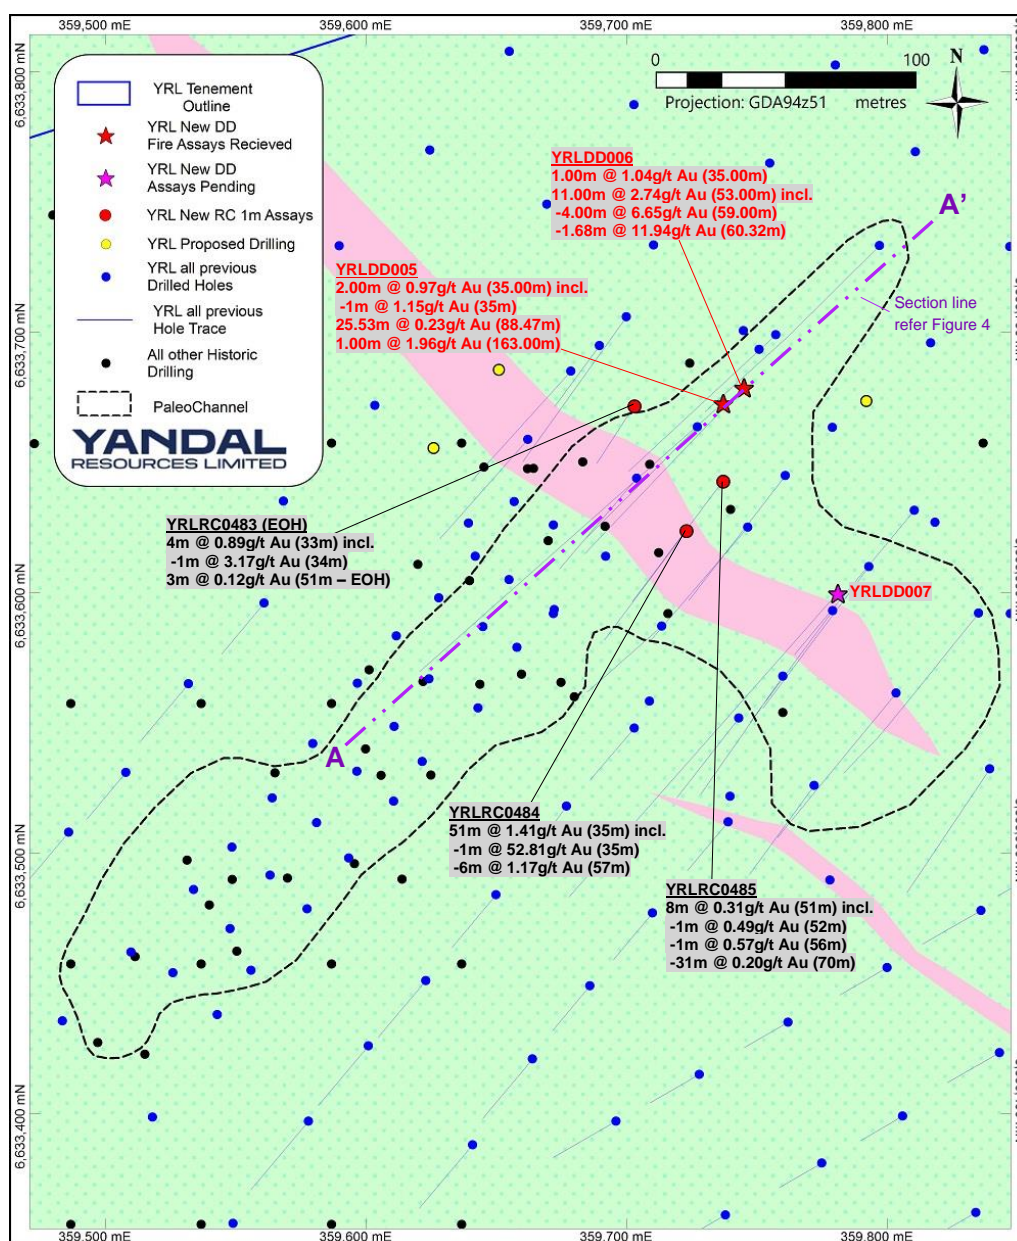 359,500 mE
359,600 mE
359,700 mE
359,800 mE
6,633,800 mN
6,633,700 mN
6,633,600 mN
6,633,500 mN
6,633,400 mN
YRL Tenement
Outline
YRL New DD
Fire Assays Recieved
YRL New DD
Assays Pending
YRL New RC 1m Assays
YRL Proposed Drilling
YRL all previous
Drilled Holes
YRL all previous
Hole Trace
All other Historic
Drilling
PaleoChannel
YANDAL
RESOURCES LIMITED
0
100
Projection: GDA94z51
metres
N
YRLDD006
1.00m @ 1.04g/t Au (35.00m)
11.00m @ 2.74g/t Au (53.00m) incl.
-4.00m @ 6.65g/t Au (59.00m)
-1.68m @ 11.94g/t Au (60.32m)
A'
YRLDD005
2.00m @ 0.97g/t Au (35.00m) incl.
-1m @ 1.15g/t Au (35m)
25.53m @ 0.23g/t Au (88.47m)
1.00m @ 1.96g/t Au (163.00m)
Section line
refer Figure 4
YRLRC0483 (EOH)
4m @ 0.89g/t Au (33m) incl.
-1m @ 3.17g/t Au (34m)
3m @ 0.12g/t Au (51m – EOH)
YRLDD007
A
YRLRC0484
51m @ 1.41g/t Au (35m) incl.
-1m @ 52.81g/t Au (35m)
-6m @ 1.17g/t Au (57m)
YRLRC0485
8m @ 0.31g/t Au (51m) incl.
-1m @ 0.49g/t Au (52m)
-1m @ 0.57g/t Au (56m)
-31m @ 0.20g/t Au (70m)
359,500 mE
359,600 mE
359,700 mE
359,800 mE